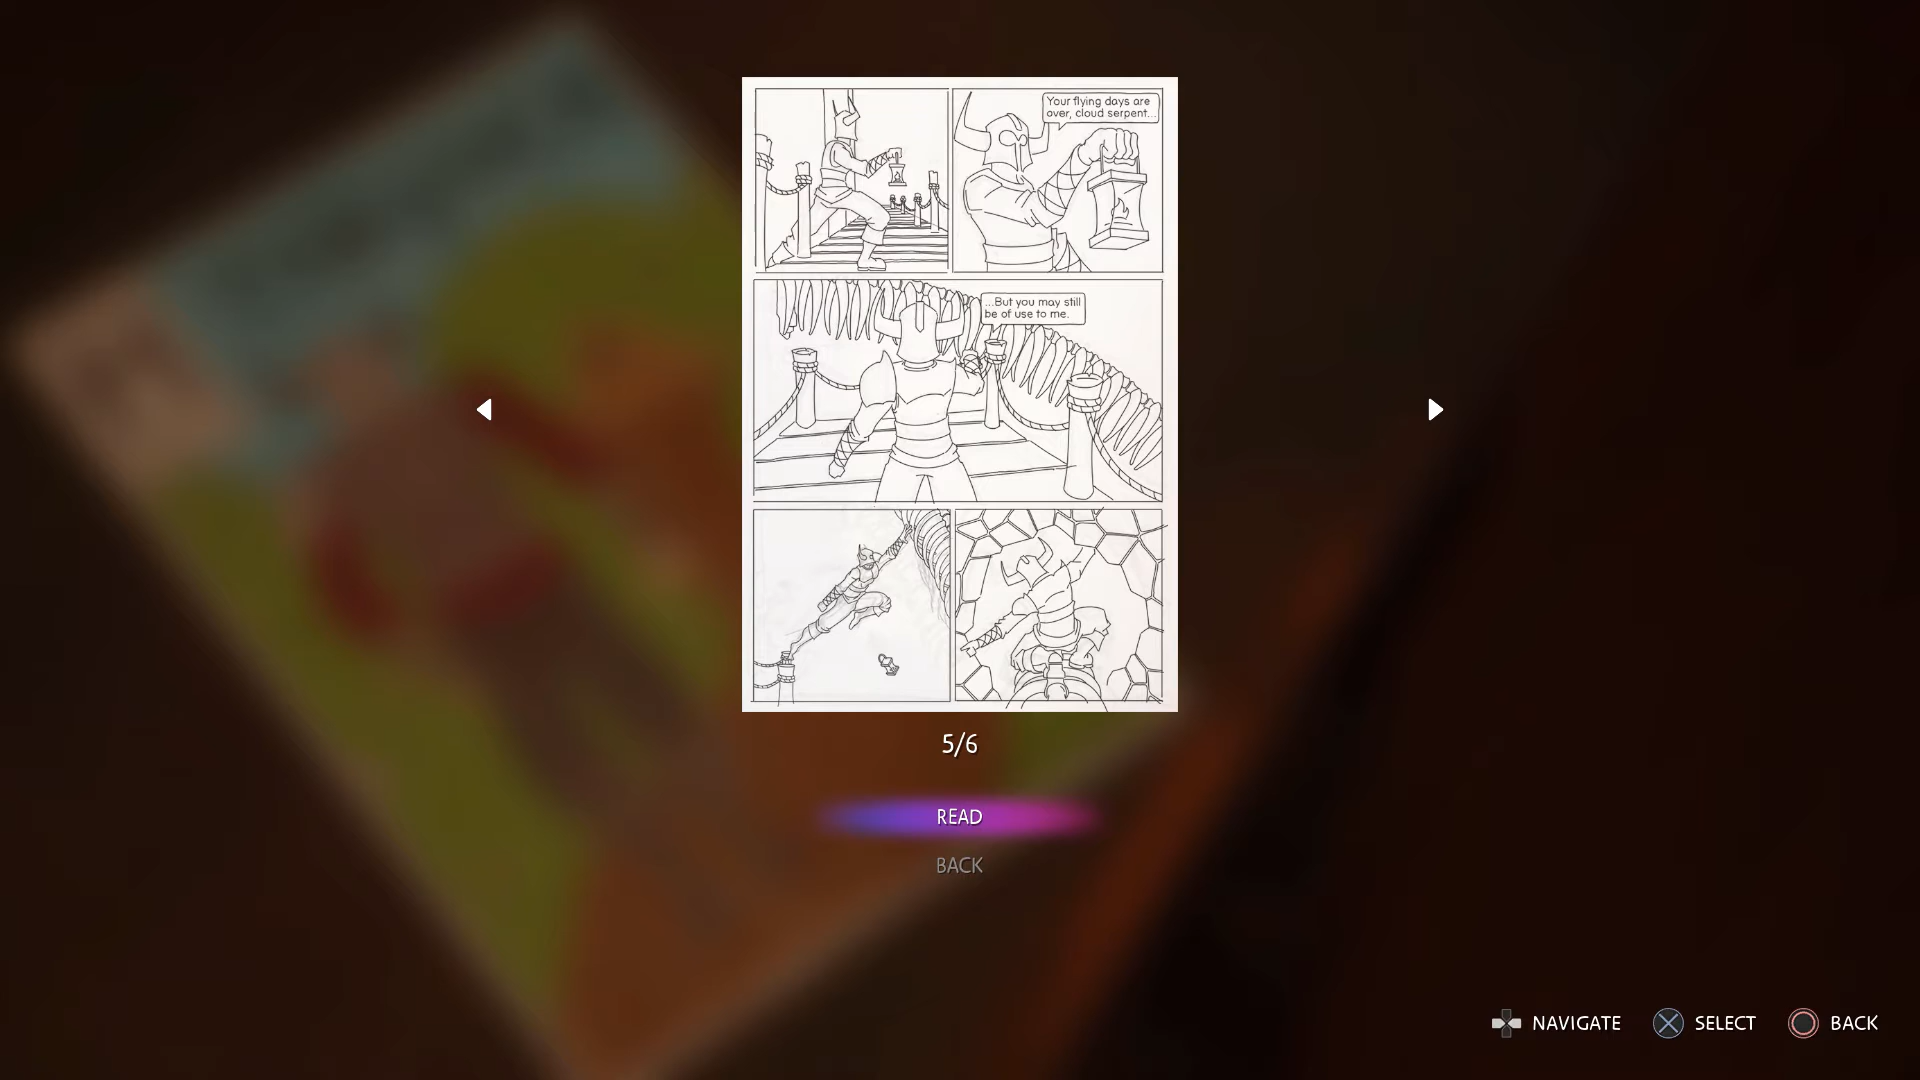 Your flying days are
over, cloud serpent...
...But you may still
be of use to me.
5/6
READ
BACK
NAVIGATE
SELECT
BACK